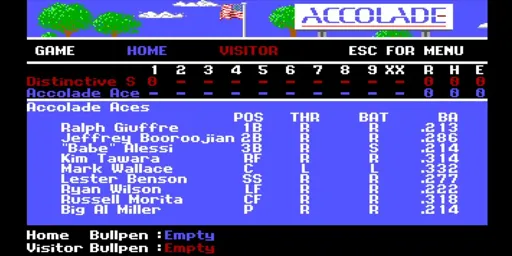 ACCOLADE
GAME HOME VISITOR ESC FOR MENU
1 2 3 4 5 6 7 8 9 XX R H E
Distinctive S 0 - - - - - - - - - 0 0 0
Accolade Ace - - - - - - - - - - 0 0 0
Accolade Aces
POS THR BAT BA
Ralph Giuffre 1B R R .213
Jeffrey Booroojian 2B R R .286
"Babe" Alessi 3B R S .214
Kim Tawara RF R R .314
Mark Wallace C L L .332
Lester Benson SS R R .277
Ryan Wilson LF R R .222
Russell Morita CF R R .318
Big Al Miller P R R .214
Home Bullpen :Empty
Visitor Bullpen :Empty